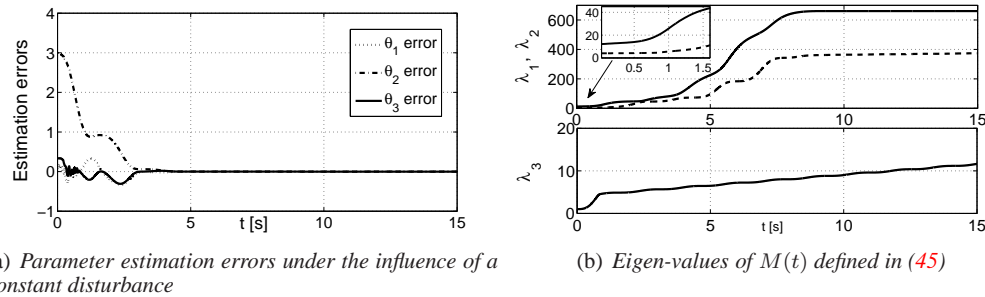 4
3
2
1
0
−1
Estimation errors
θ1 error
θ2 error
θ3 error
0 5 10 15
t [s]
600
400
200
0
λ1, λ2
40
20
0
0.5 1 1.5
0 5 10 15
20
10
0
λ3
0 5 10 15
t [s]
) Parameter estimation errors under the influence of a
onstant disturbance
(b) Eigen-values of M(t) defined in (45)